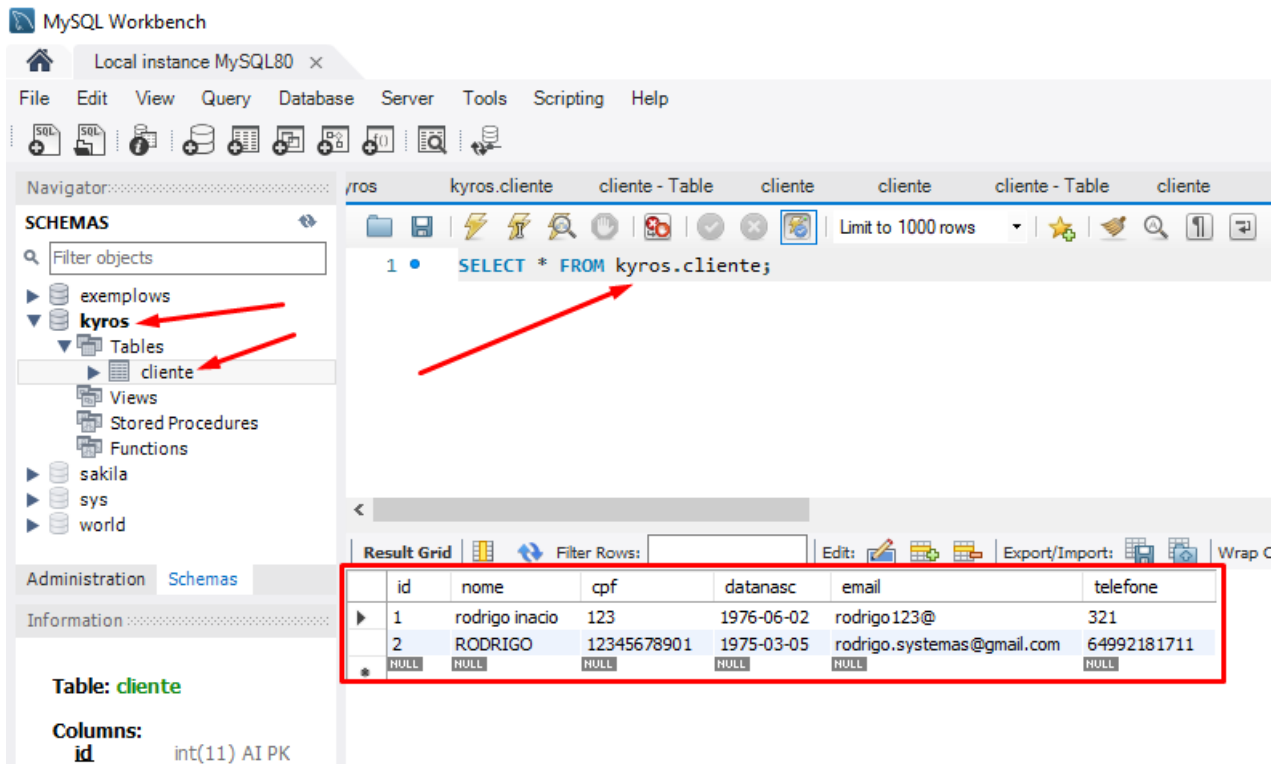 MySQL Workbench
Local instance MySQL80 ×
File Edit View Query Database Server Tools Scripting Help
Navigator
SCHEMAS
Filter objects
exemplows
kyros
Tables
cliente
Views
Stored Procedures
Functions
sakila
sys
world
Administration Schemas
Information
Table: cliente
Columns:
id int(11) AI PK
yros kyros.cliente cliente - Table cliente cliente cliente - Table cliente
Limit to 1000 rows
1 SELECT * FROM kyros.cliente;
Result Grid Filter Rows: Edit: Export/Import: Wrap C
id nome cpf datanasc email telefone
1 rodrigo inacio 123 1976-06-02 rodrigo123@ 321
2 RODRIGO 12345678901 1975-03-05 rodrigo.systemas@gmail.com 64992181711
NULL NULL NULL NULL NULL NULL